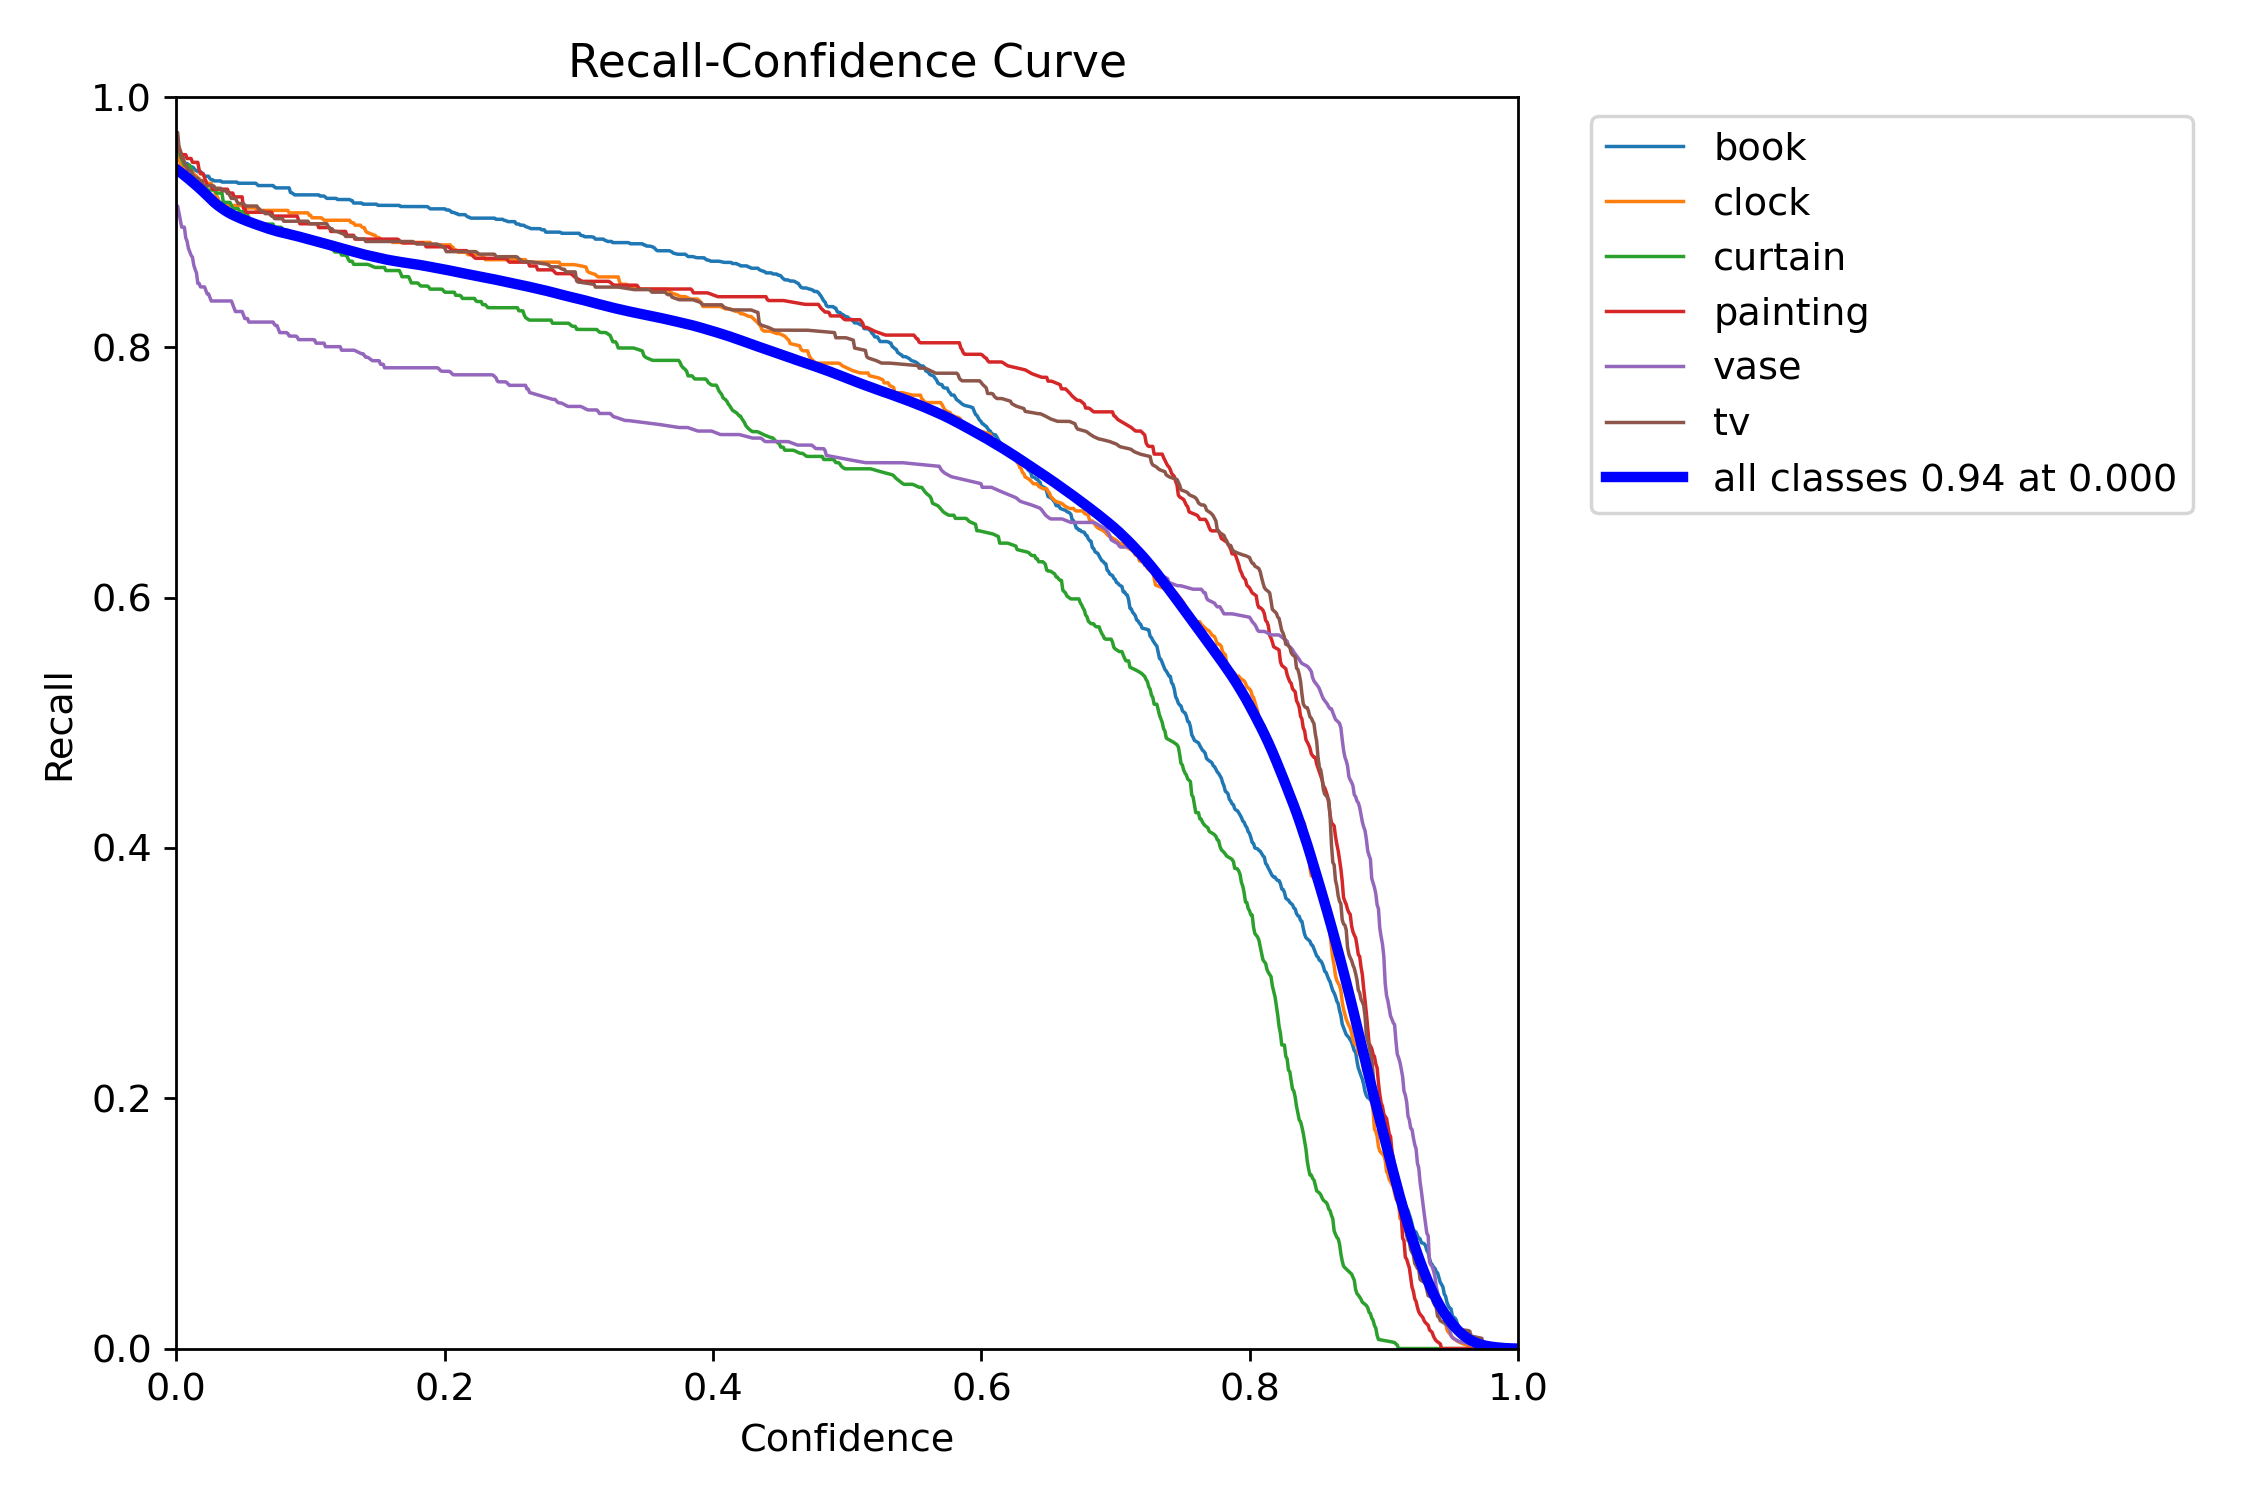 Recall-Confidence Curve
1.0
0.8
0.6
0.4
0.2
0.0
Recall
0.0 0.2 0.4 0.6 0.8 1.0
Confidence
book
clock
curtain
painting
vase
tv
all classes 0.94 at 0.000